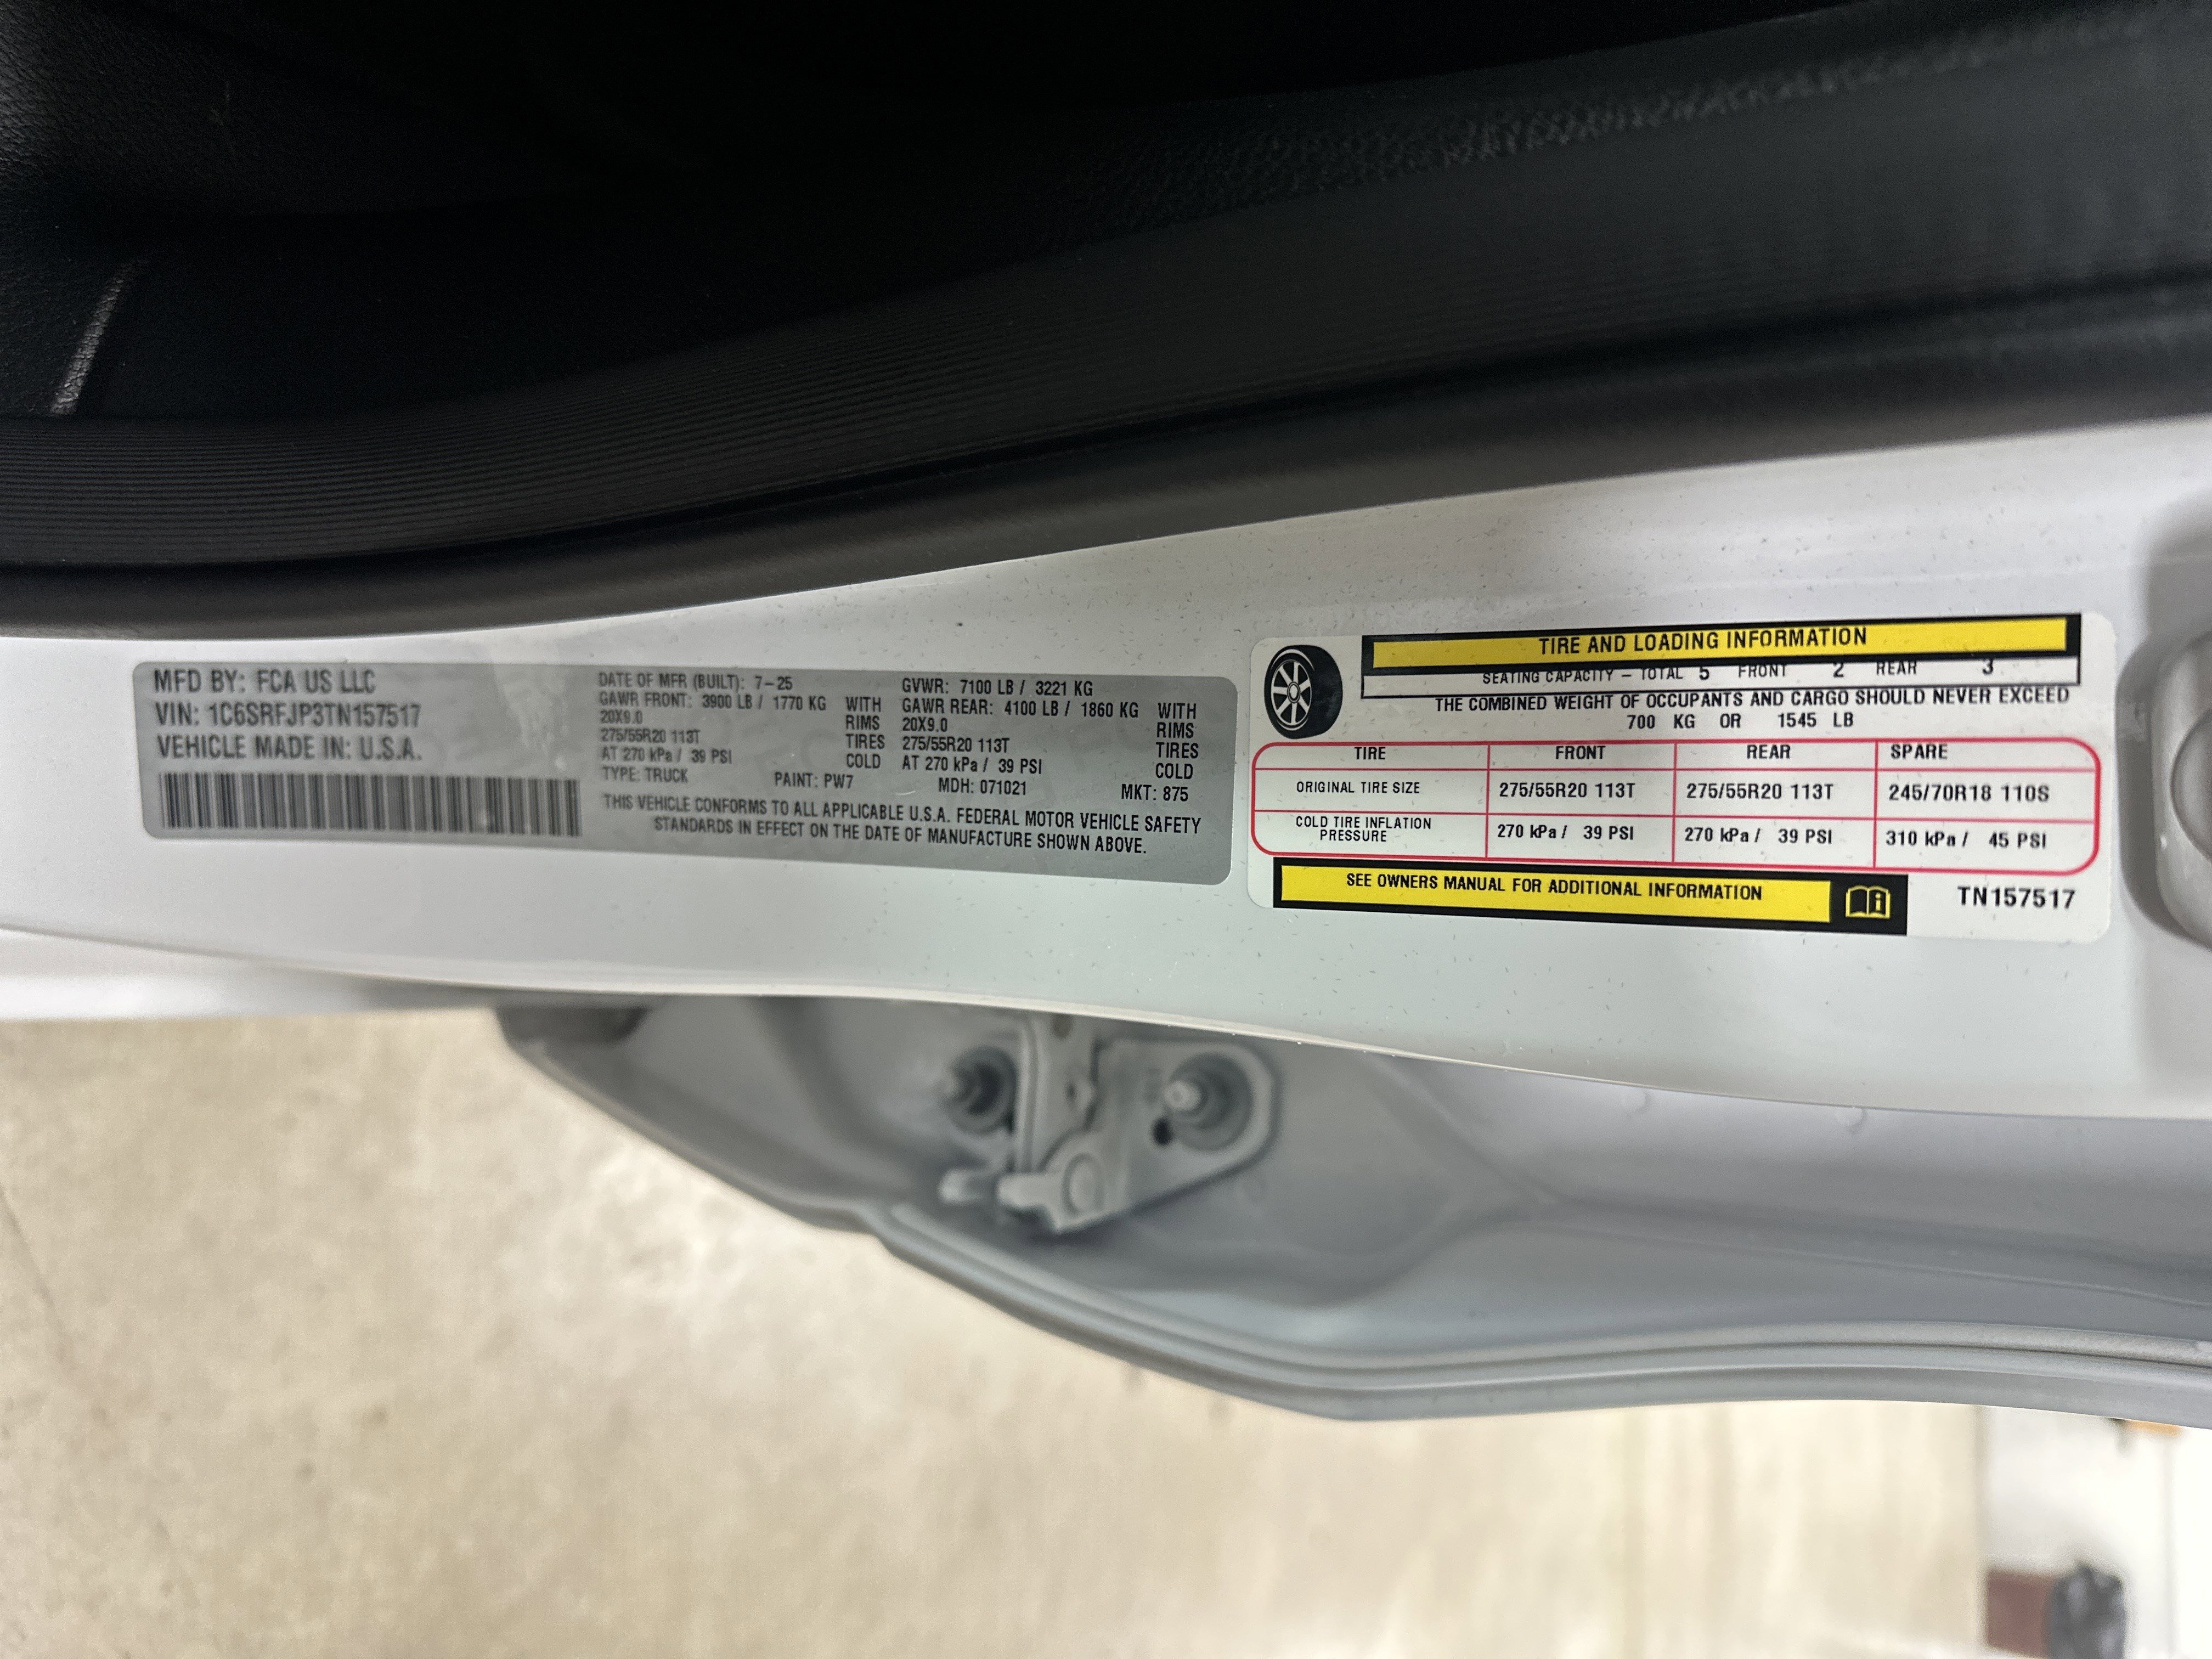 MFD BY: FCA US LLC
VIN: 1C6SRFJP3TN157517
VEHICLE MADE IN: U.S.A.
DATE OF MFR (BUILT): 7-25
GVWR: 7100 LB / 3221 KG
GAWR FRONT: 3900 LB / 1770 KG WITH
20X9.0 RIMS
275/55R20 113T TIRES
AT 270 kPa / 39 PSI COLD
GAWR REAR: 4100 LB / 1860 KG WITH
20X9.0 RIMS
275/55R20 113T TIRES
AT 270 kPa / 39 PSI COLD
TYPE: TRUCK PAINT: PW7 MDH: 071021 MKT: 875
THIS VEHICLE CONFORMS TO ALL APPLICABLE U.S.A. FEDERAL MOTOR VEHICLE SAFETY
STANDARDS IN EFFECT ON THE DATE OF MANUFACTURE SHOWN ABOVE.
TIRE AND LOADING INFORMATION
SEATING CAPACITY – TOTAL 5 FRONT 2 REAR 3
THE COMBINED WEIGHT OF OCCUPANTS AND CARGO SHOULD NEVER EXCEED
700 KG OR 1545 LB
TIRE FRONT REAR SPARE
ORIGINAL TIRE SIZE 275/55R20 113T 275/55R20 113T 245/70R18 110S
COLD TIRE INFLATION
PRESSURE 270 kPa / 39 PSI 270 kPa / 39 PSI 310 kPa / 45 PSI
SEE OWNERS MANUAL FOR ADDITIONAL INFORMATION
TN157517